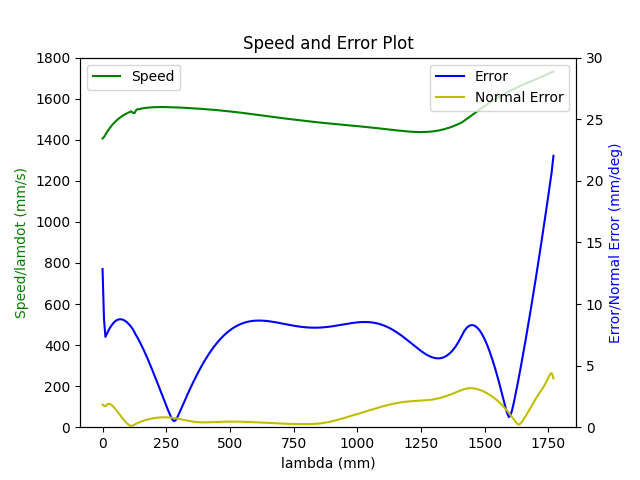 Speed and Error Plot
Speed
Error
Normal Error
1800
1600
1400
1200
1000
800
600
400
200
0
Speed/lamdot (mm/s)
30
25
20
15
10
5
0
Error/Normal Error (mm/deg)
0 250 500 750 1000 1250 1500 1750
lambda (mm)